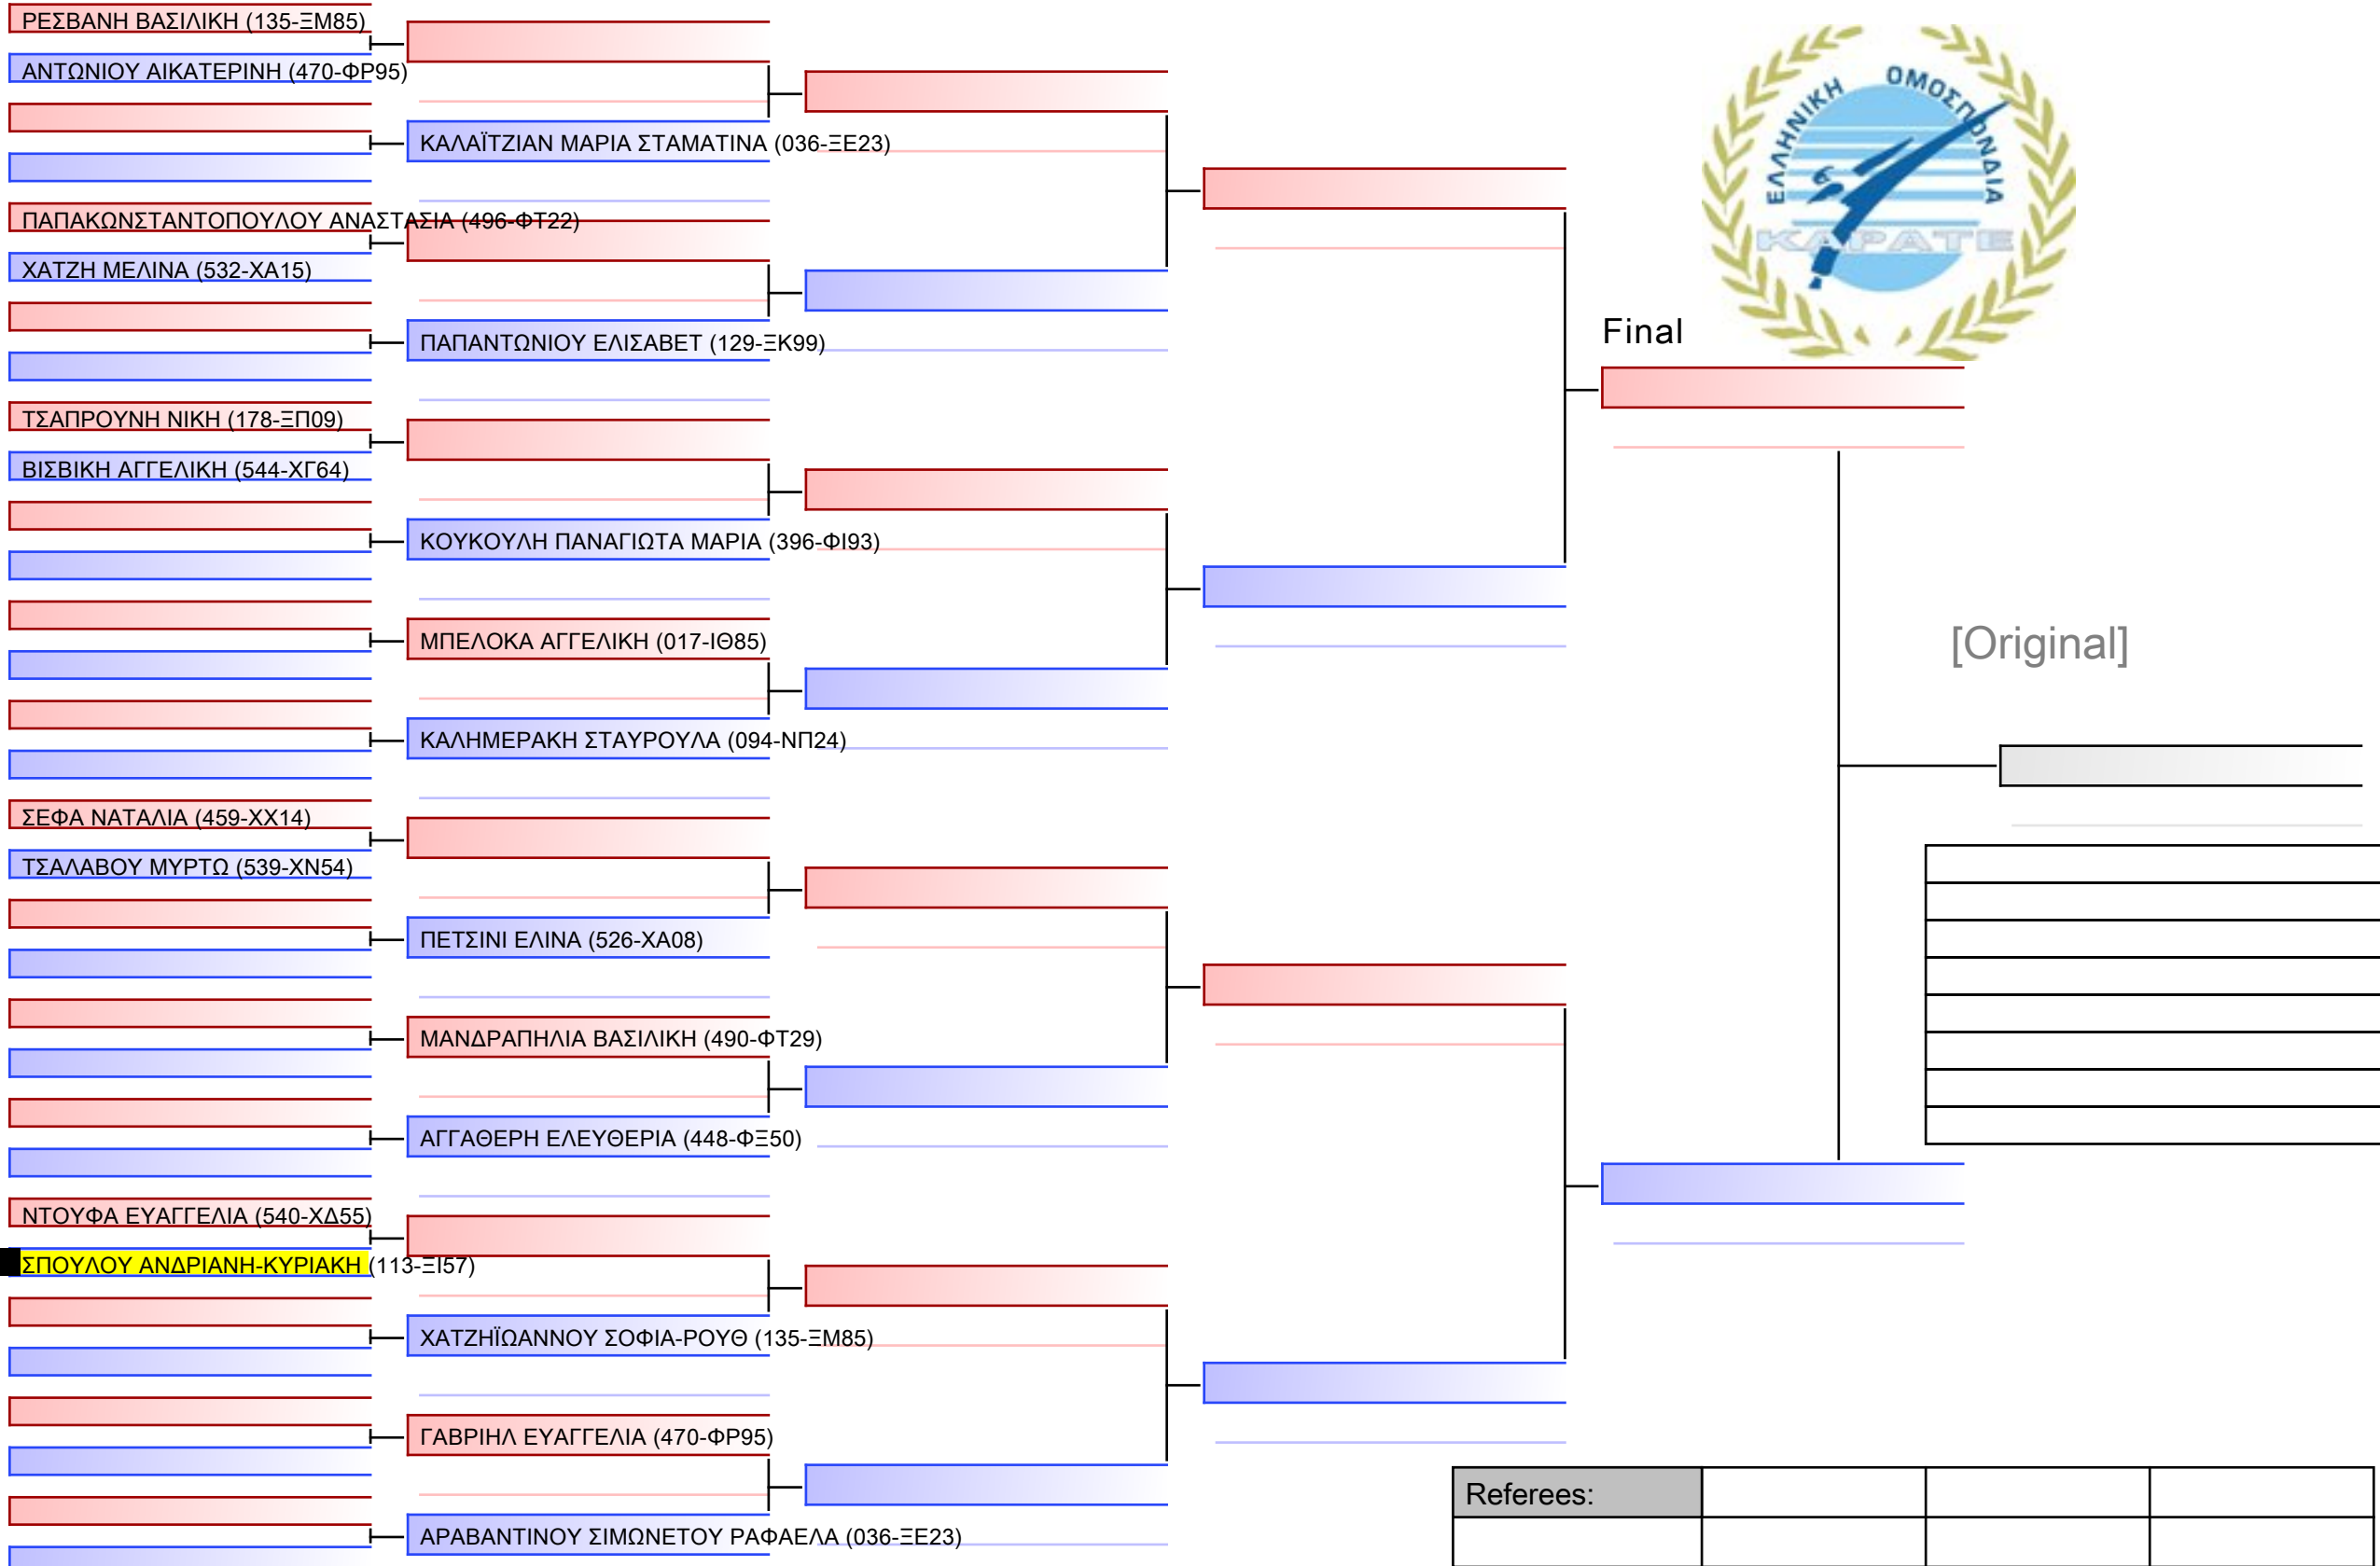 ΡΕΣΒΑΝΗ ΒΑΣΙΛΙΚΗ (135-ΞΜ85)
ΑΝΤΩΝΙΟΥ ΑΙΚΑΤΕΡΙΝΗ (470-ΦΡ95)
ΚΑΛΑΪΤΖΙΑΝ ΜΑΡΙΑ ΣΤΑΜΑΤΙΝΑ (036-ΞΕ23)
ΠΑΠΑΚΩΝΣΤΑΝΤΟΠΟΥΛΟΥ ΑΝΑΣΤΑΣΙΑ (496-ΦΤ22)
ΧΑΤΖΗ ΜΕΛΙΝΑ (532-ΧΑ15)
ΠΑΠΑΝΤΩΝΙΟΥ ΕΛΙΣΑΒΕΤ (129-ΞΚ99)
ΤΣΑΠΡΟΥΝΗ ΝΙΚΗ (178-ΞΠ09)
ΒΙΣΒΙΚΗ ΑΓΓΕΛΙΚΗ (544-ΧΓ64)
ΚΟΥΚΟΥΛΗ ΠΑΝΑΓΙΩΤΑ ΜΑΡΙΑ (396-ΦΙ93)
ΜΠΕΛΟΚΑ ΑΓΓΕΛΙΚΗ (017-ΙΘ85)
ΚΑΛΗΜΕΡΑΚΗ ΣΤΑΥΡΟΥΛΑ (094-ΝΠ24)
ΣΕΦΑ ΝΑΤΑΛΙΑ (459-ΧΧ14)
ΤΣΑΛΑΒΟΥ ΜΥΡΤΩ (539-ΧΝ54)
ΠΕΤΣΙΝΙ ΕΛΙΝΑ (526-ΧΑ08)
ΜΑΝΔΡΑΠΗΛΙΑ ΒΑΣΙΛΙΚΗ (490-ΦΤ29)
ΑΓΓΑΘΕΡΗ ΕΛΕΥΘΕΡΙΑ (448-ΦΞ50)
ΝΤΟΥΦΑ ΕΥΑΓΓΕΛΙΑ (540-ΧΔ55)
ΣΠΟΥΛΟΥ ΑΝΔΡΙΑΝΗ-ΚΥΡΙΑΚΗ (113-ΞΙ57)
ΧΑΤΖΗΪΩΑΝΝΟΥ ΣΟΦΙΑ-ΡΟΥΘ (135-ΞΜ85)
ΓΑΒΡΙΗΛ ΕΥΑΓΓΕΛΙΑ (470-ΦΡ95)
ΑΡΑΒΑΝΤΙΝΟΥ ΣΙΜΩΝΕΤΟΥ ΡΑΦΑΕΛΑ (036-ΞΕ23)
ΕΛΛΗΝΙΚΗ ΟΜΟΣΠΟΝΔΙΑ
ΚΑΡΑΤΕ
Final
[Original]
Referees: